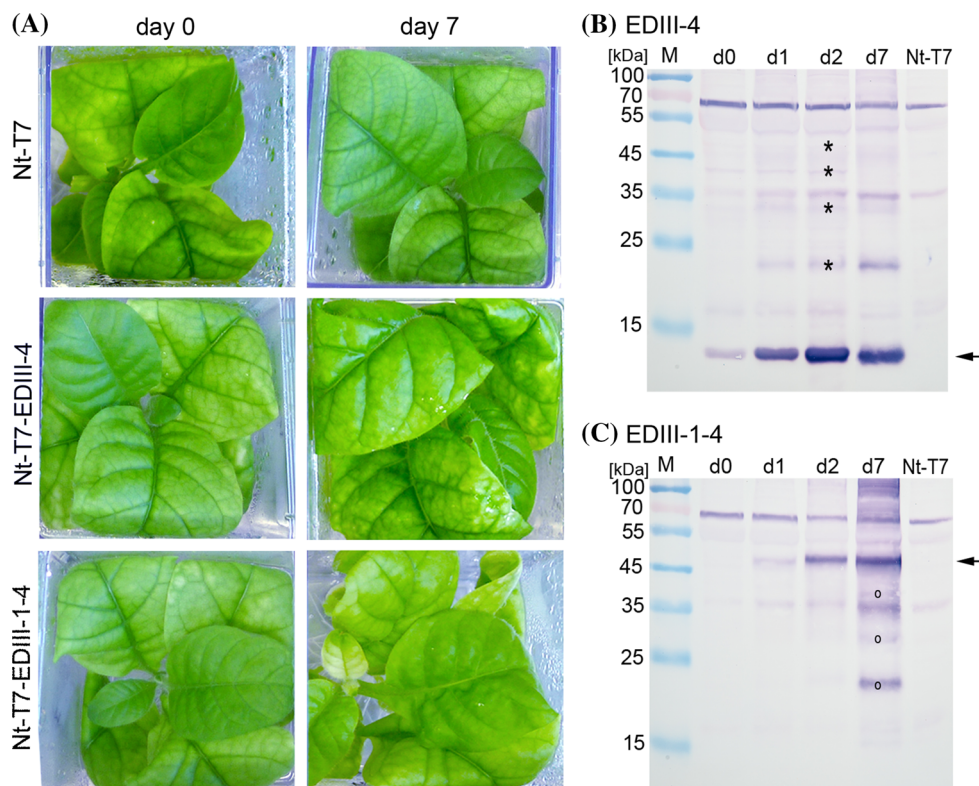 (A)
day 0 day 7
Nt-T7
Nt-T7-EDIII-4
Nt-T7-EDIII-1-4
(B) EDIII-4
[kDa] M d0 d1 d2 d7 Nt-T7
100
70
55
45 *
*
35
*
25
*
15
(C) EDIII-1-4
[kDa] M d0 d1 d2 d7 Nt-T7
100
70
55
45
o
35
o
25
o
15